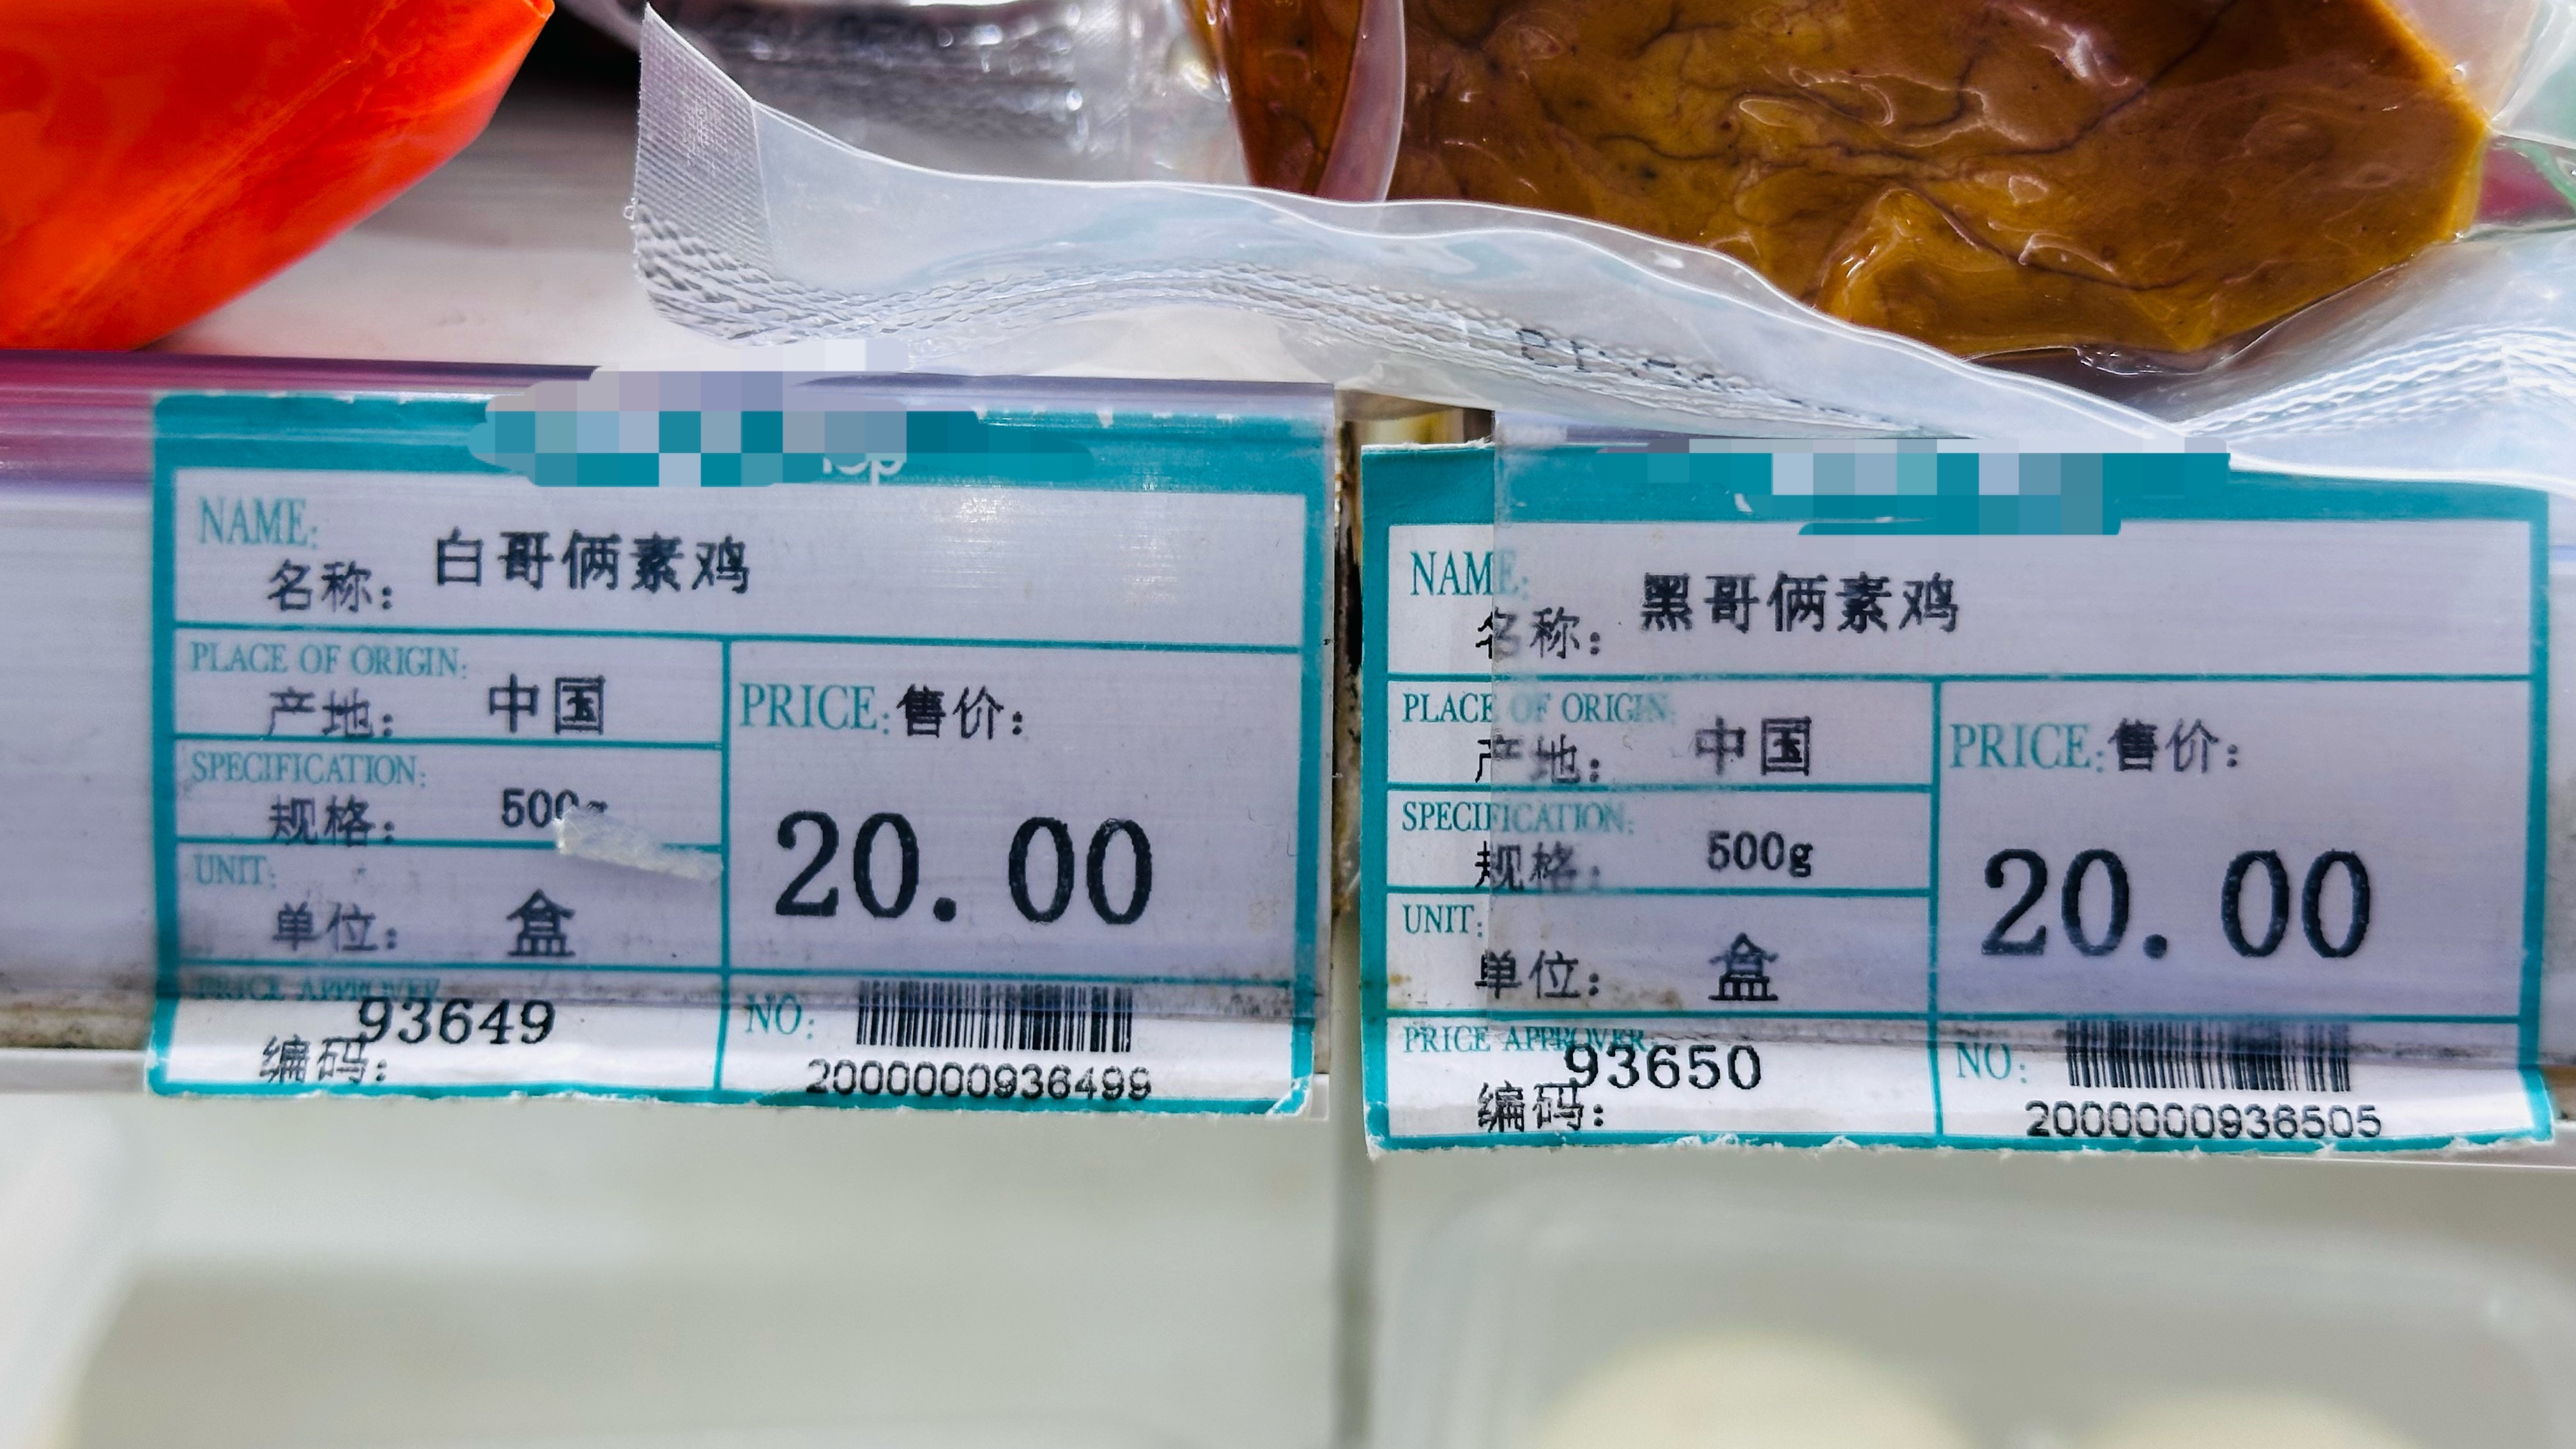 NAME:
名称: 白哥俩素鸡
PLACE OF ORIGIN:
产地: 中国
SPECIFICATION:
规格: 500g
UNIT:
单位: 盒
PRICE: 售价:
20.00
PRICE APPROVER
93649
编码:
NO:
2000000936499
NAME:
名称: 黑哥俩素鸡
PLACE OF ORIGIN:
产地: 中国
SPECIFICATION:
规格: 500g
UNIT:
单位: 盒
PRICE: 售价:
20.00
PRICE APPROVER
93650
编码:
NO:
2000000936505